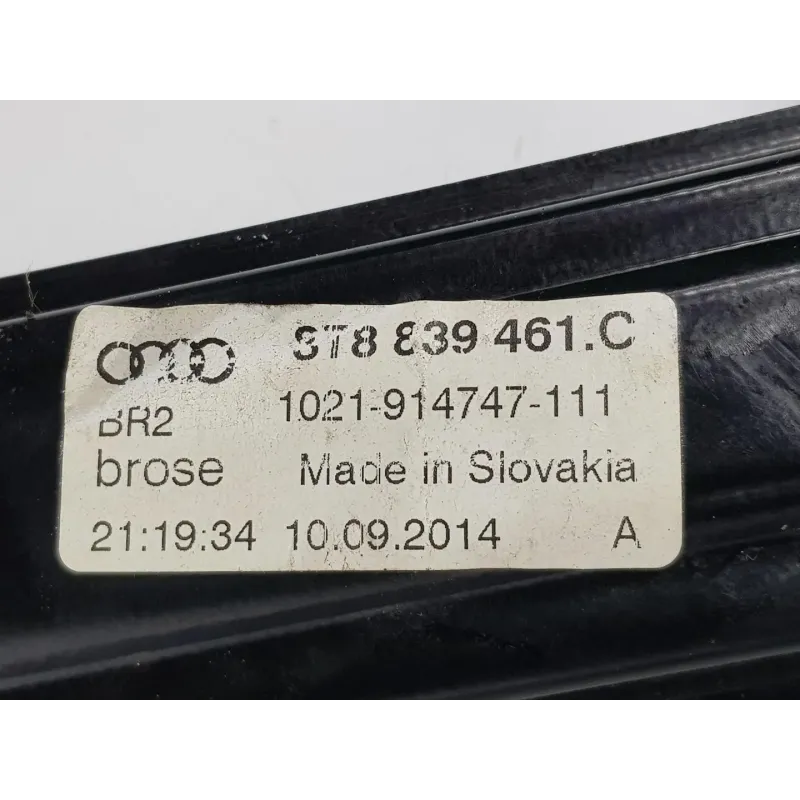 8T8 839 461.C
BR2 1021-914747-111
brose Made in Slovakia
21:19:34 10.09.2014 A